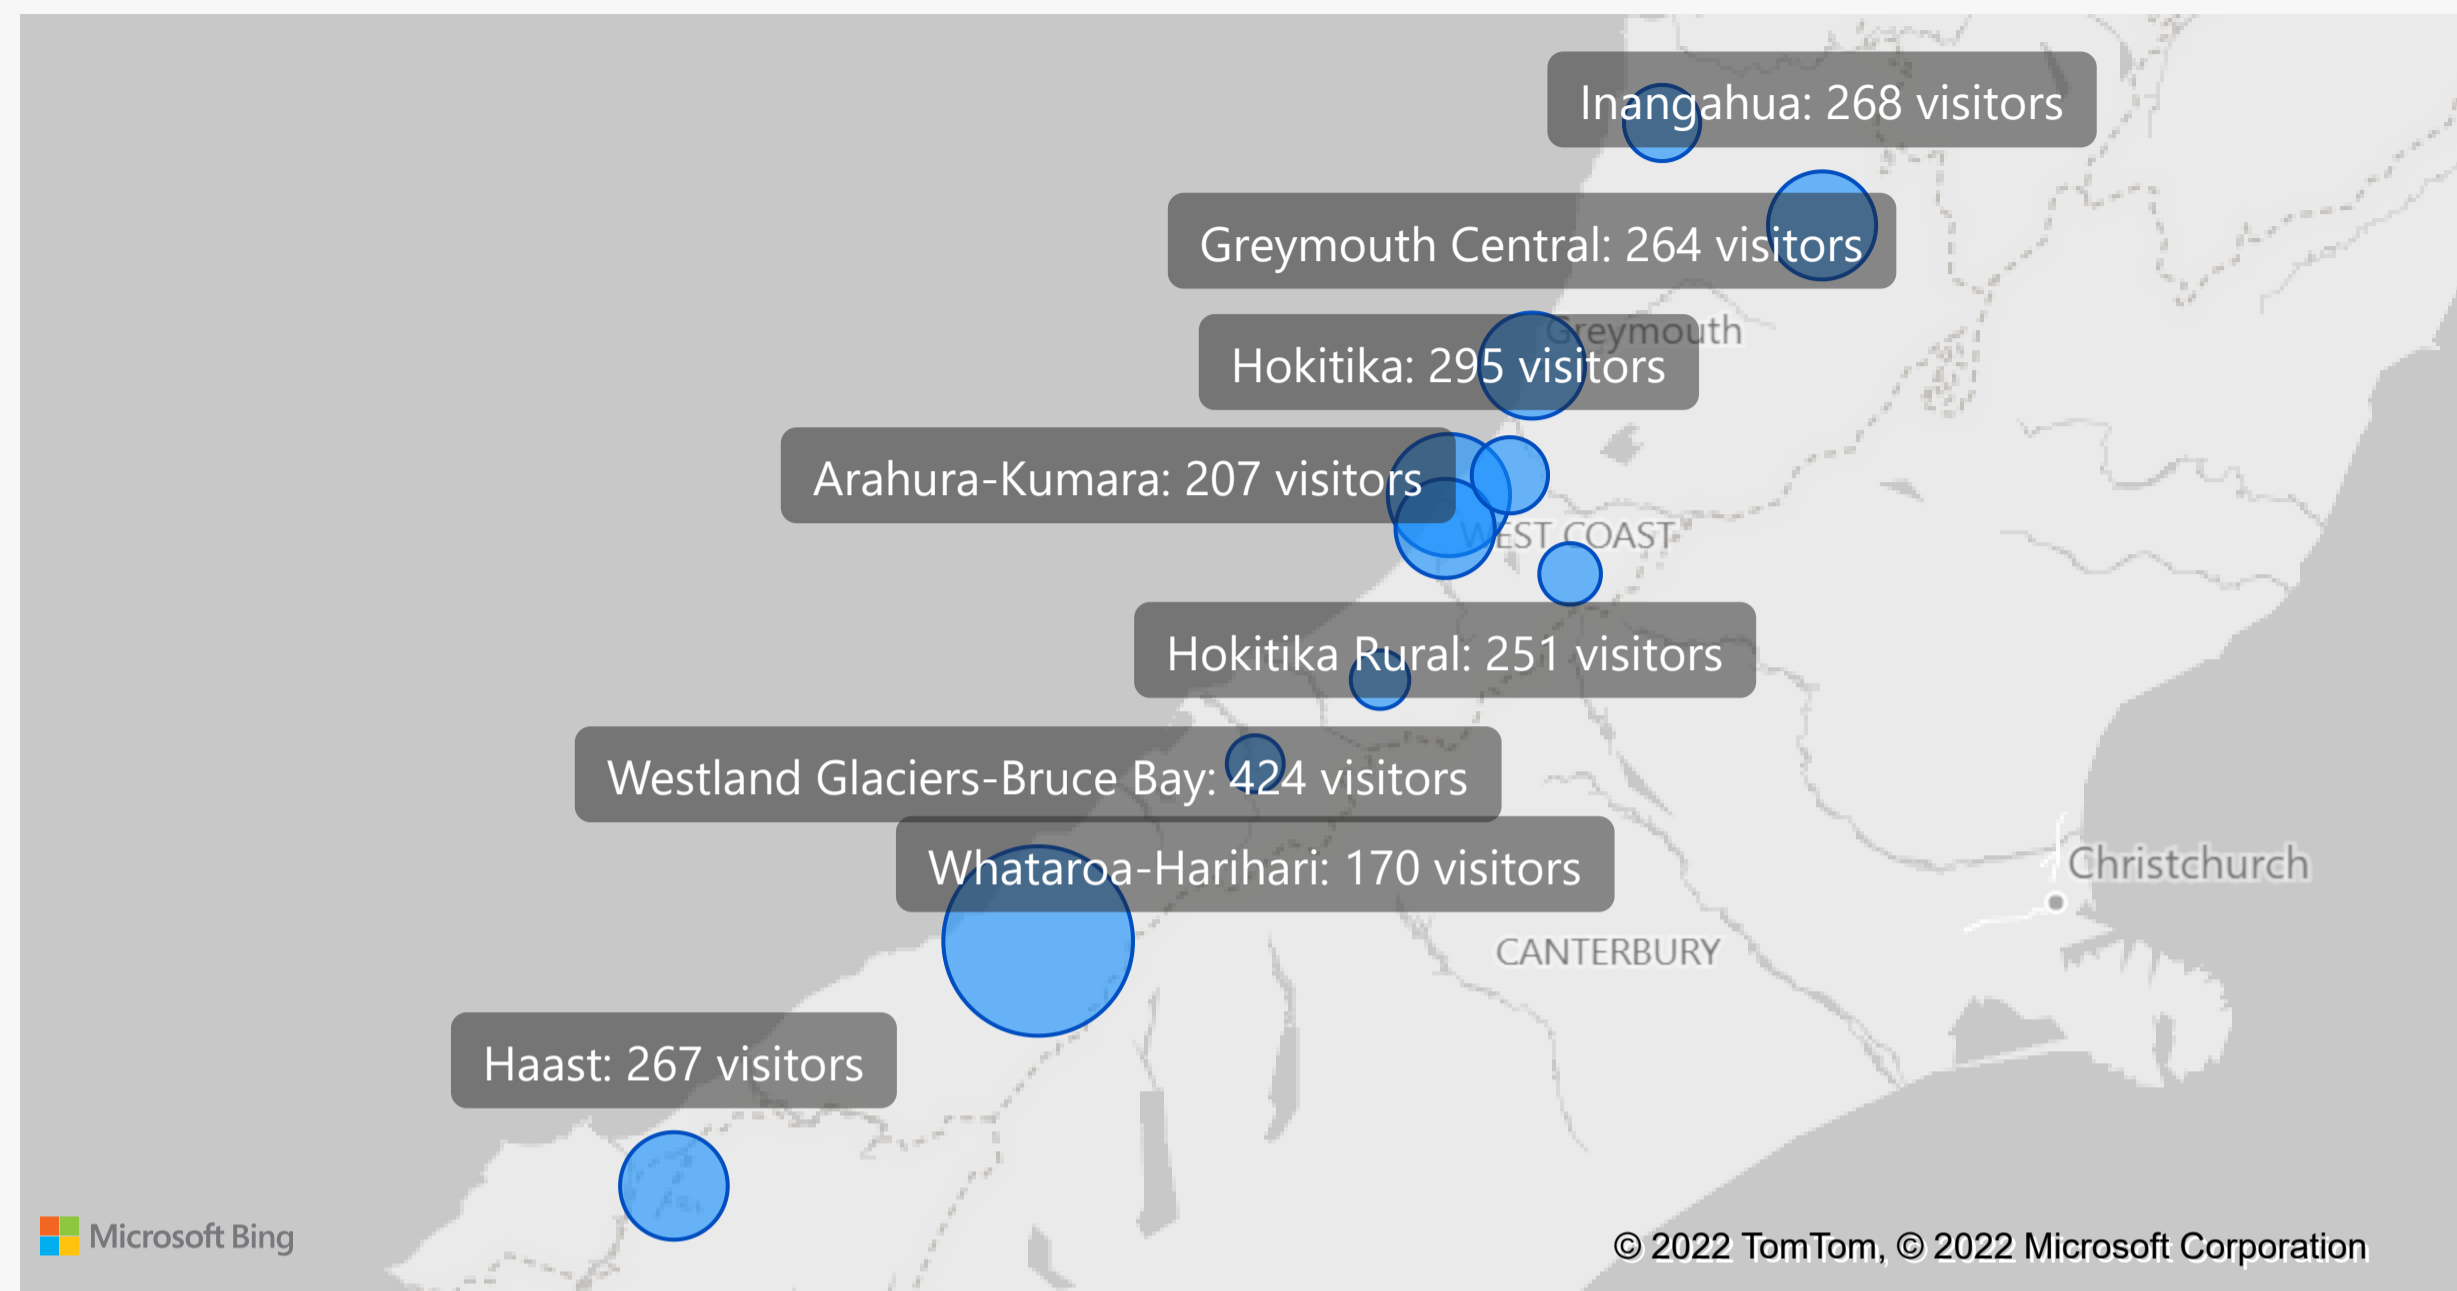 Inangahua: 268 visitors
Greymouth Central: 264 visitors
Greymouth
Hokitika: 295 visitors
Arahura-Kumara: 207 visitors
WEST COAST
Hokitika Rural: 251 visitors
Westland Glaciers-Bruce Bay: 424 visitors
Whataroa-Harihari: 170 visitors
Christchurch
CANTERBURY
Haast: 267 visitors
Microsoft Bing
© 2022 TomTom, © 2022 Microsoft Corporation